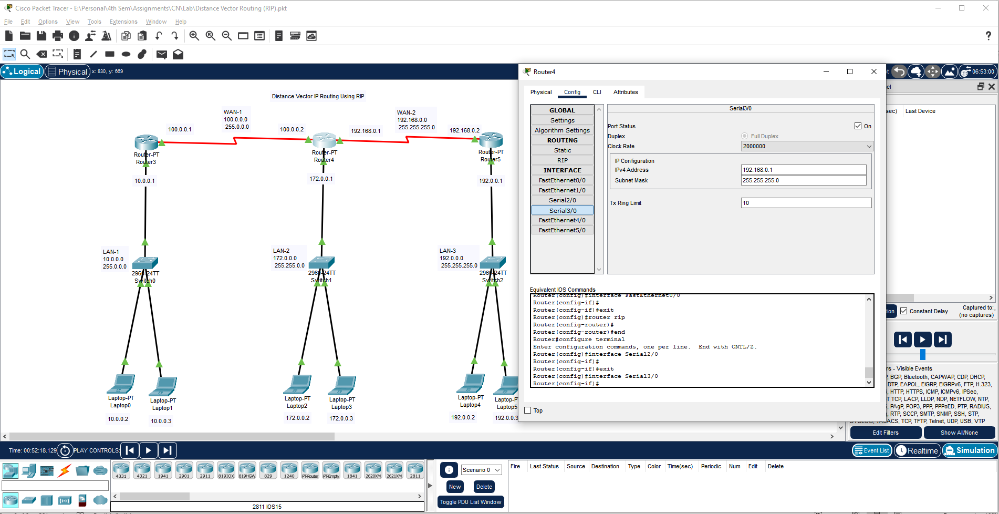 Cisco Packet Tracer - E:\Personal\4th Sem\Assignments\CN\Lab\Distance Vector Routing (RIP).pkt
File Edit Options View Tools Extensions Window Help
?
Logical Physical x: 830, y: 669
06:53:00
Router4
Physical Config CLI Attributes
GLOBAL
Settings
Algorithm Settings
ROUTING
Static
RIP
INTERFACE
FastEthernet0/0
FastEthernet1/0
Serial2/0
Serial3/0
FastEthernet4/0
FastEthernet5/0
Serial3/0
Port Status On
Duplex Full Duplex
Clock Rate 2000000
IP Configuration
IPv4 Address 192.168.0.1
Subnet Mask 255.255.255.0
Tx Ring Limit 10
Equivalent IOS Commands
Router(config)#interface FastEthernet0/0
Router(config-if)#
Router(config-if)#exit
Router(config)#router rip
Router(config-router)#
Router(config-router)#end
Router#configure terminal
Enter configuration commands, one per line. End with CNTL/Z.
Router(config)#interface Serial2/0
Router(config-if)#
Router(config-if)#exit
Router(config)#interface Serial3/0
Router(config-if)#
Top
Distance Vector IP Routing Using RIP
WAN-1
100.0.0.0
255.0.0.0
WAN-2
192.168.0.0
255.255.255.0
100.0.0.1
100.0.0.2
192.168.0.1
192.168.0.2
Router-PT
Router3
Router-PT
Router4
Router-PT
Router5
10.0.0.1
172.0.0.1
192.0.0.1
LAN-1
10.0.0.0
255.0.0.0
LAN-2
172.0.0.0
255.255.0.0
LAN-3
192.0.0.0
255.255.255.0
2960-24TT
Switch0
2960-24TT
Switch1
2960-24TT
Switch2
Laptop-PT
Laptop0
Laptop-PT
Laptop1
Laptop-PT
Laptop2
Laptop-PT
Laptop3
Laptop-PT
Laptop4
Laptop-PT
Laptop5
10.0.0.2
10.0.0.3
172.0.0.2
172.0.0.3
192.0.0.2
192.0.0.3
el
sec) Last Device
tion Constant Delay
Captured to:
(no captures)
rs - Visible Events
P, BGP, Bluetooth, CAPWAP, CDP, DHCP,
DTP, EAPOL, EIGRP, EIGRPv6, FTP, H.323,
HTTP, HTTPS, ICMP, ICMPv6, IPSec,
T TCP, LACP, LLDP, NDP, NETFLOW, NTP,
PAgP, POP3, PPP, PPPoED, PTP, RADIUS,
RTP, SCCP, SMTP, SNMP, SSH, STP,
SYSLOG, TACACS, TCP, TFTP, Telnet, UDP, USB, VTP
Edit Filters Show All/None
Time: 00:52:18.129 PLAY CONTROLS:
Event List Realtime Simulation
4331 4321 1941 2901 2911 819IOX 819HGW 829 1240 PT-Router PT-Empty 1841 2620XM 2621XM 2811
2811 IOS15
Scenario 0
New Delete
Toggle PDU List Window
Fire Last Status Source Destination Type Color Time(sec) Periodic Num Edit Delete